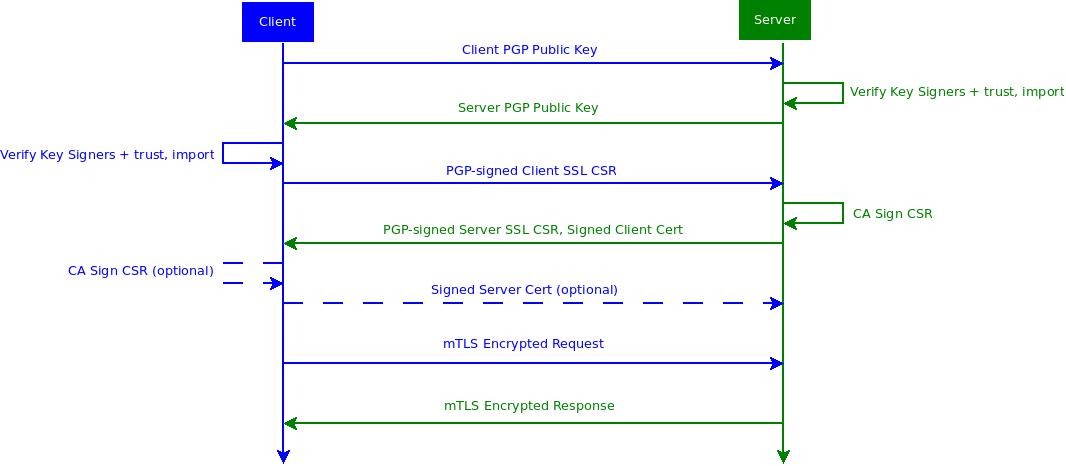 Client
Server
Client PGP Public Key
Verify Key Signers + trust, import
Server PGP Public Key
Verify Key Signers + trust, import
PGP-signed Client SSL CSR
CA Sign CSR
PGP-signed Server SSL CSR, Signed Client Cert
CA Sign CSR (optional)
Signed Server Cert (optional)
mTLS Encrypted Request
mTLS Encrypted Response